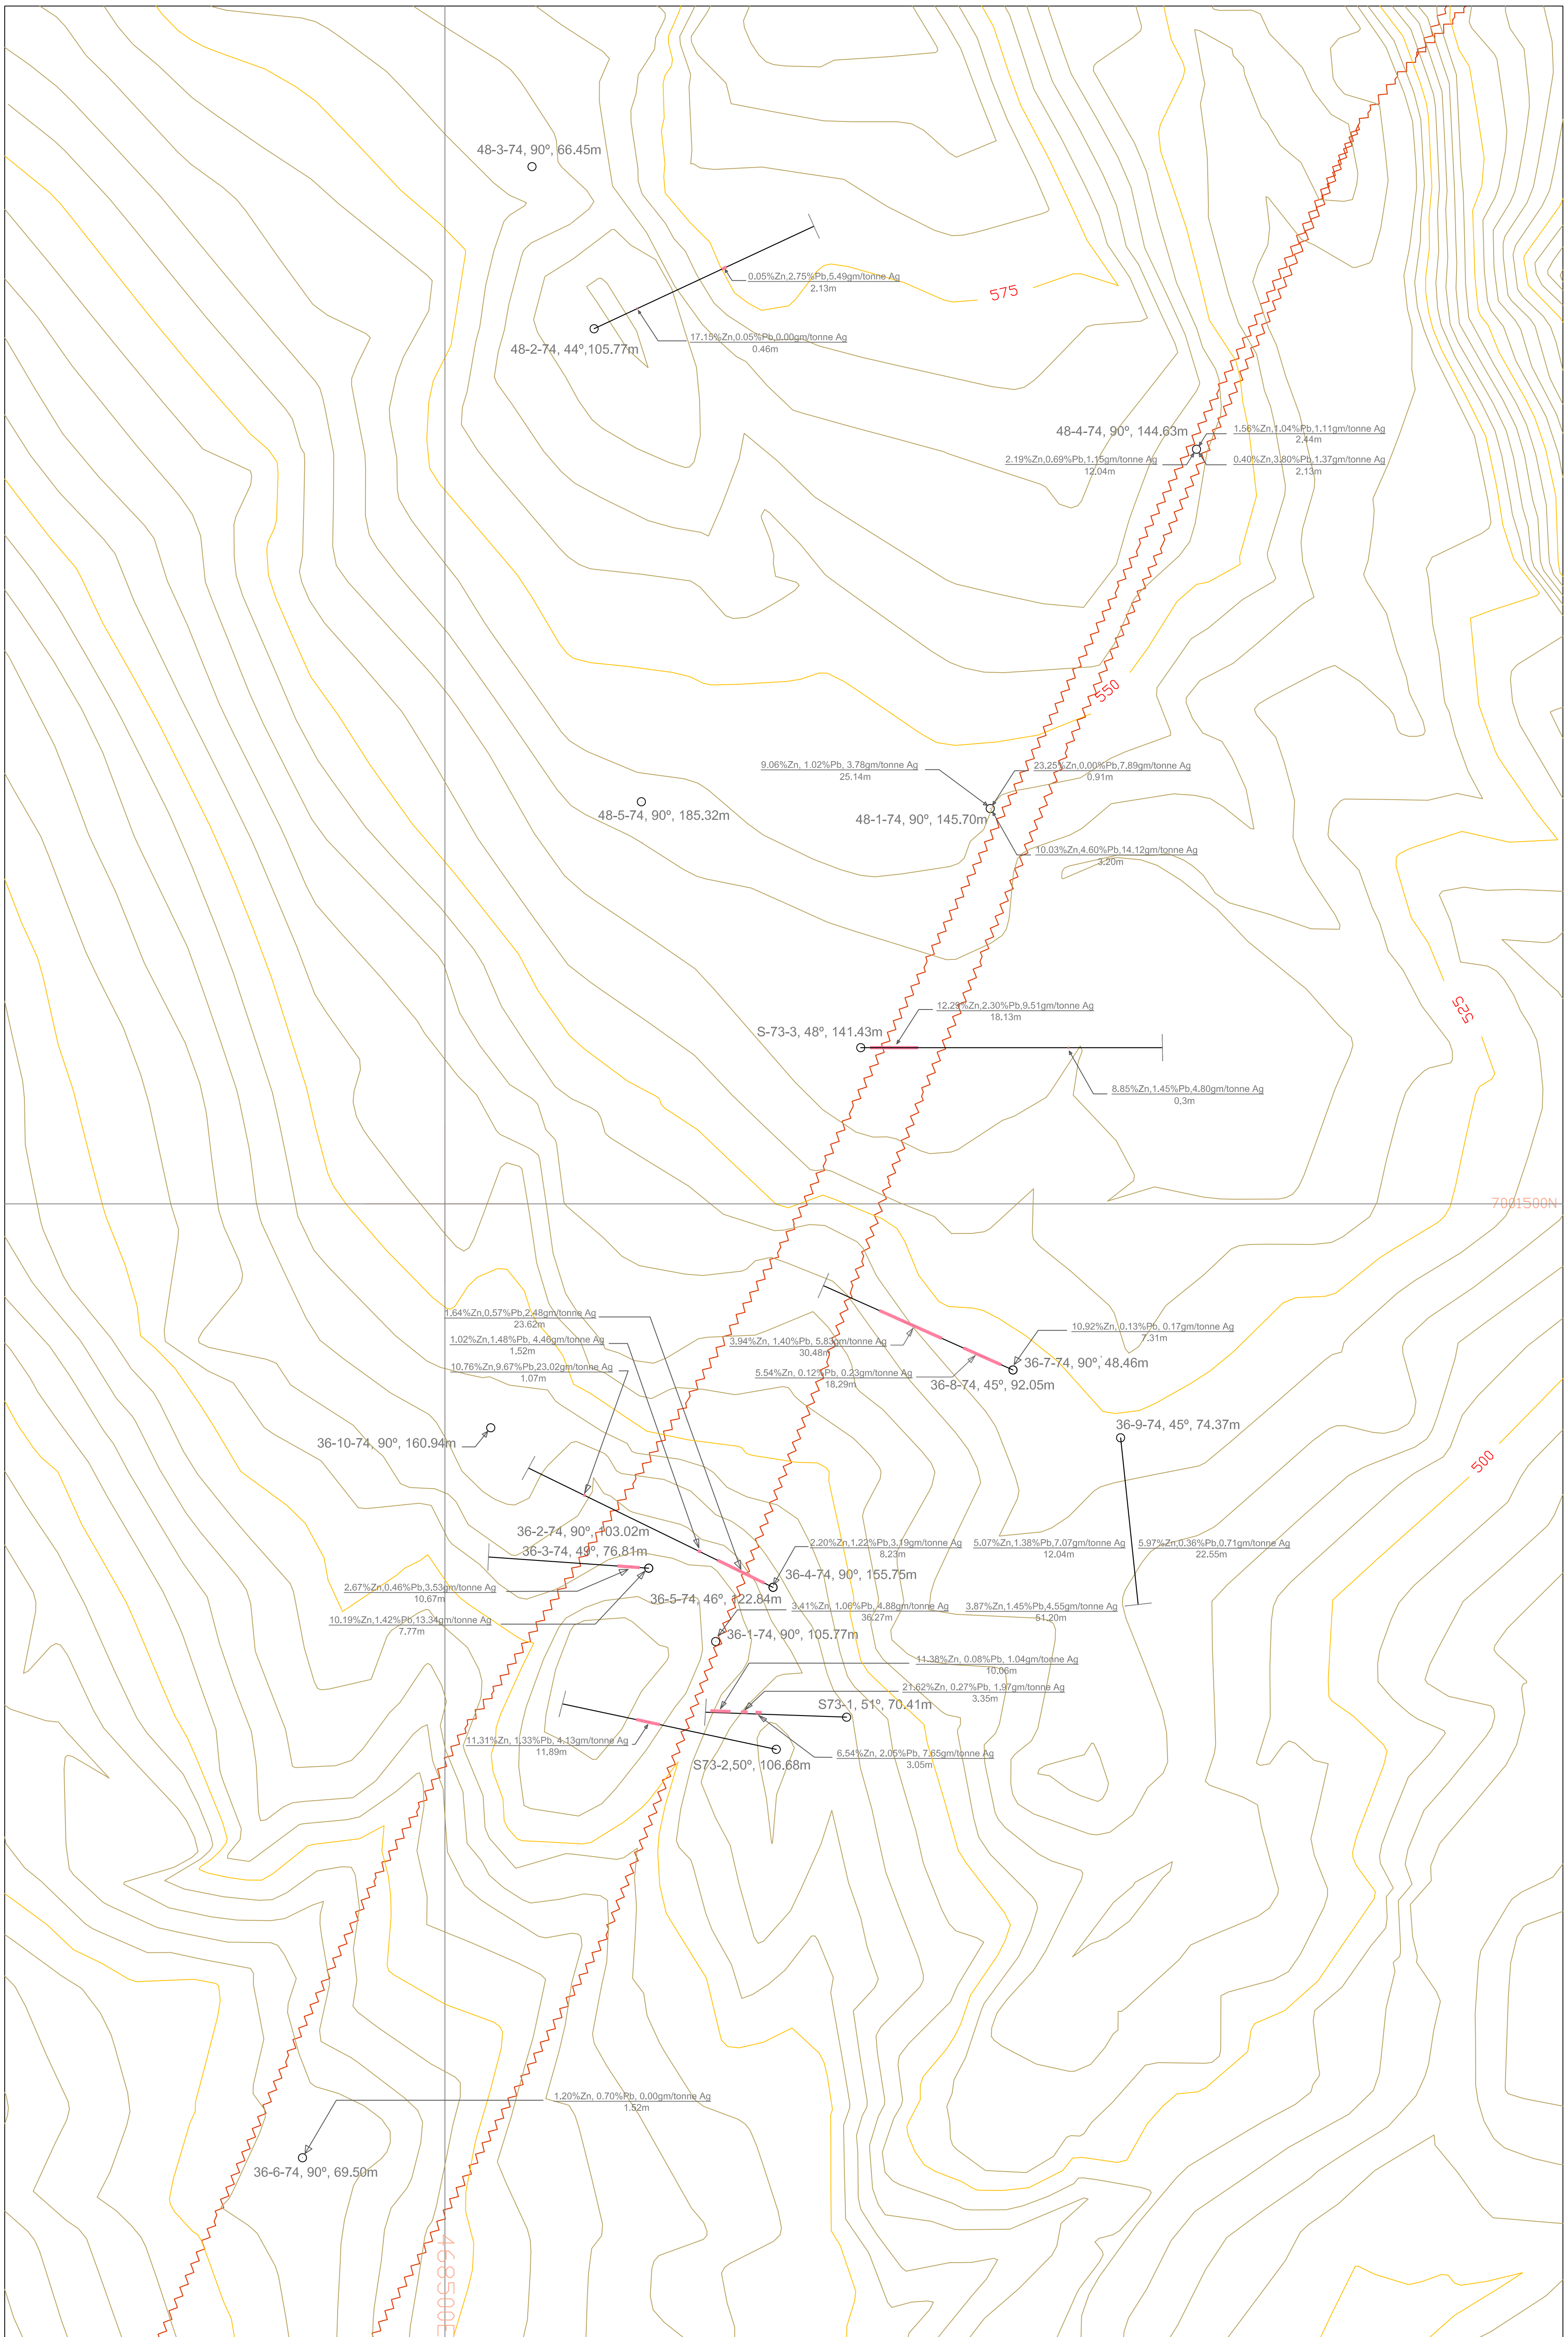 48-3-74, 90º, 66.45m
0.05%Zn,2.75%Pb,5.49gm/tonne Ag
2.13m
575
17.15%Zn,0.05%Pb,0.00gm/tonne Ag
0.46m
48-2-74, 44º,105.77m
48-4-74, 90º, 144.63m
1.56%Zn,1.04%Pb,1.11gm/tonne Ag
2.44m
2.19%Zn,0.69%Pb,1.15gm/tonne Ag
12.04m
0.40%Zn,3.80%Pb,1.37gm/tonne Ag
2.13m
550
9.06%Zn, 1.02%Pb, 3.78gm/tonne Ag
25.14m
23.25%Zn,0.00%Pb,7.89gm/tonne Ag
0.91m
48-5-74, 90º, 185.32m
48-1-74, 90º, 145.70m
10.03%Zn,4.60%Pb,14.12gm/tonne Ag
3.20m
525
12.29%Zn,2.30%Pb,9.51gm/tonne Ag
18.13m
S-73-3, 48º, 141.43m
8.85%Zn,1.45%Pb,4.80gm/tonne Ag
0.3m
7001500N
1.64%Zn,0.57%Pb,2.48gm/tonne Ag
23.62m
1.02%Zn,1.48%Pb, 4.46gm/tonne Ag
1.52m
10.76%Zn,9.67%Pb,23.02gm/tonne Ag
1.07m
3.94%Zn, 1.40%Pb, 5.83gm/tonne Ag
30.48m
10.92%Zn, 0.13%Pb, 0.17gm/tonne Ag
7.31m
36-7-74, 90º, 48.46m
5.54%Zn, 0.12%Pb, 0.23gm/tonne Ag
18.29m
36-8-74, 45º, 92.05m
36-9-74, 45º, 74.37m
36-10-74, 90º, 160.94m
500
36-2-74, 90º, 103.02m
36-3-74, 49º, 76.81m
2.20%Zn,1.22%Pb,3.19gm/tonne Ag
8.23m
5.07%Zn,1.38%Pb,7.07gm/tonne Ag
12.04m
5.97%Zn,0.36%Pb,0.71gm/tonne Ag
22.55m
36-4-74, 90º, 155.75m
2.67%Zn,0.46%Pb,3.53gm/tonne Ag
10.67m
36-5-74, 46º, 122.84m
3.41%Zn, 1.06%Pb, 4.88gm/tonne Ag
36.27m
3.87%Zn,1.45%Pb,4.55gm/tonne Ag
51.20m
10.19%Zn,1.42%Pb,13.34gm/tonne Ag
7.77m
36-1-74, 90º, 105.77m
11.38%Zn, 0.08%Pb, 1.04gm/tonne Ag
10.06m
21.62%Zn, 0.27%Pb, 1.97gm/tonne Ag
3.35m
S73-1, 51º, 70.41m
11.31%Zn, 1.33%Pb, 4.13gm/tonne Ag
11.89m
6.54%Zn, 2.05%Pb, 7.65gm/tonne Ag
3.05m
S73-2,50º, 106.68m
1.20%Zn, 0.70%Pb, 0.00gm/tonne Ag
1.52m
36-6-74, 90º, 69.50m
468500E